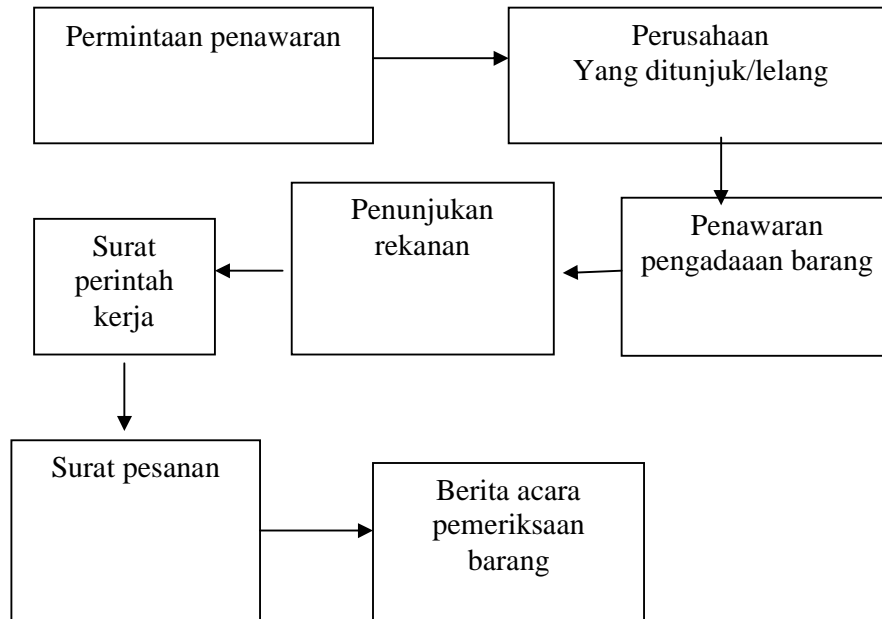 Permintaan penawaran
Perusahaan
Yang ditunjuk/lelang
Penawaran
pengadaaan barang
Penunjukan
rekanan
Surat
perintah
kerja
Surat pesanan
Berita acara
pemeriksaan
barang